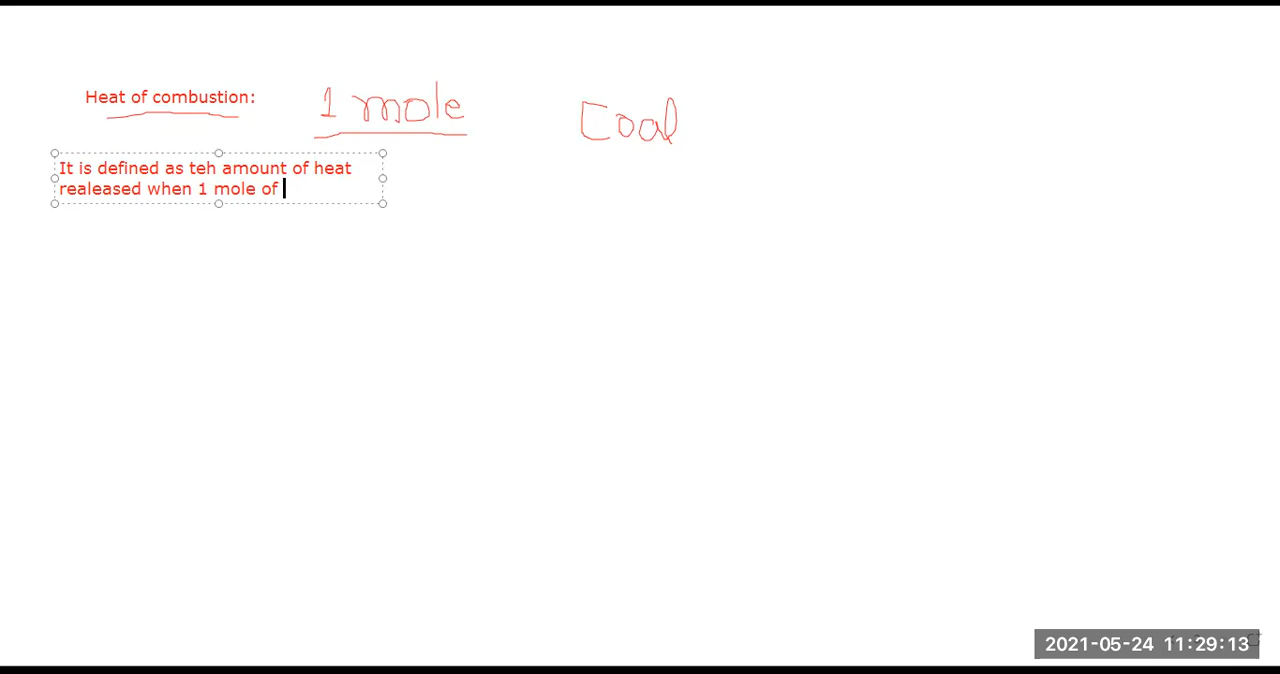 Heat of combustion:
1 mole
Coal
It is defined as teh amount of heat
realeased when 1 mole of
2021-05-24 11:29:13